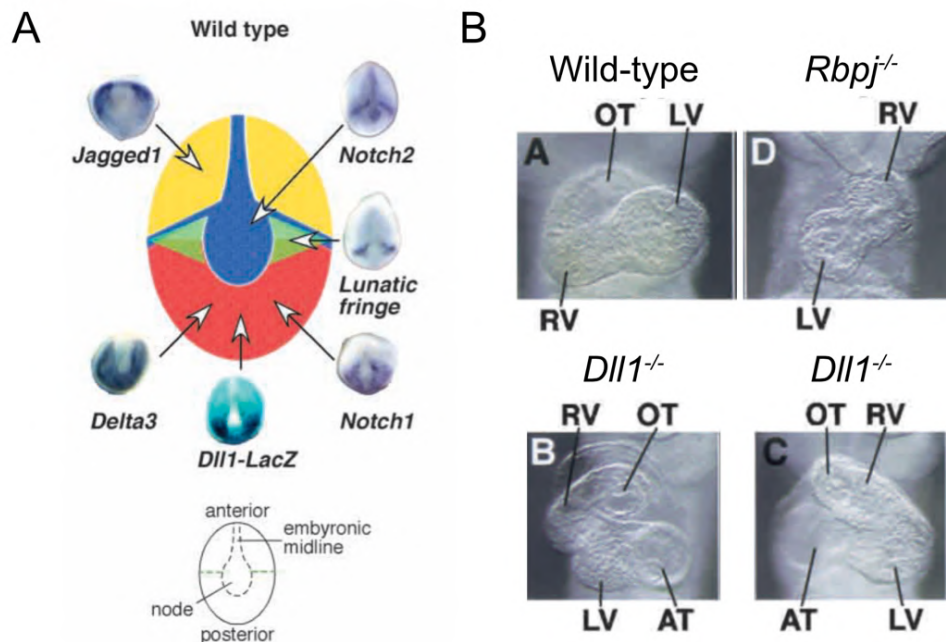 A
Wild type
Jagged1
Notch2
Lunatic
fringe
Delta3
Dll1-LacZ
Notch1
anterior
embyronic
midline
node
posterior
B
Wild-type
Rbpj-/-
OT LV
RV
A
D
RV
LV
Dll1-/-
Dll1-/-
RV OT
OT RV
B
C
LV AT
AT LV